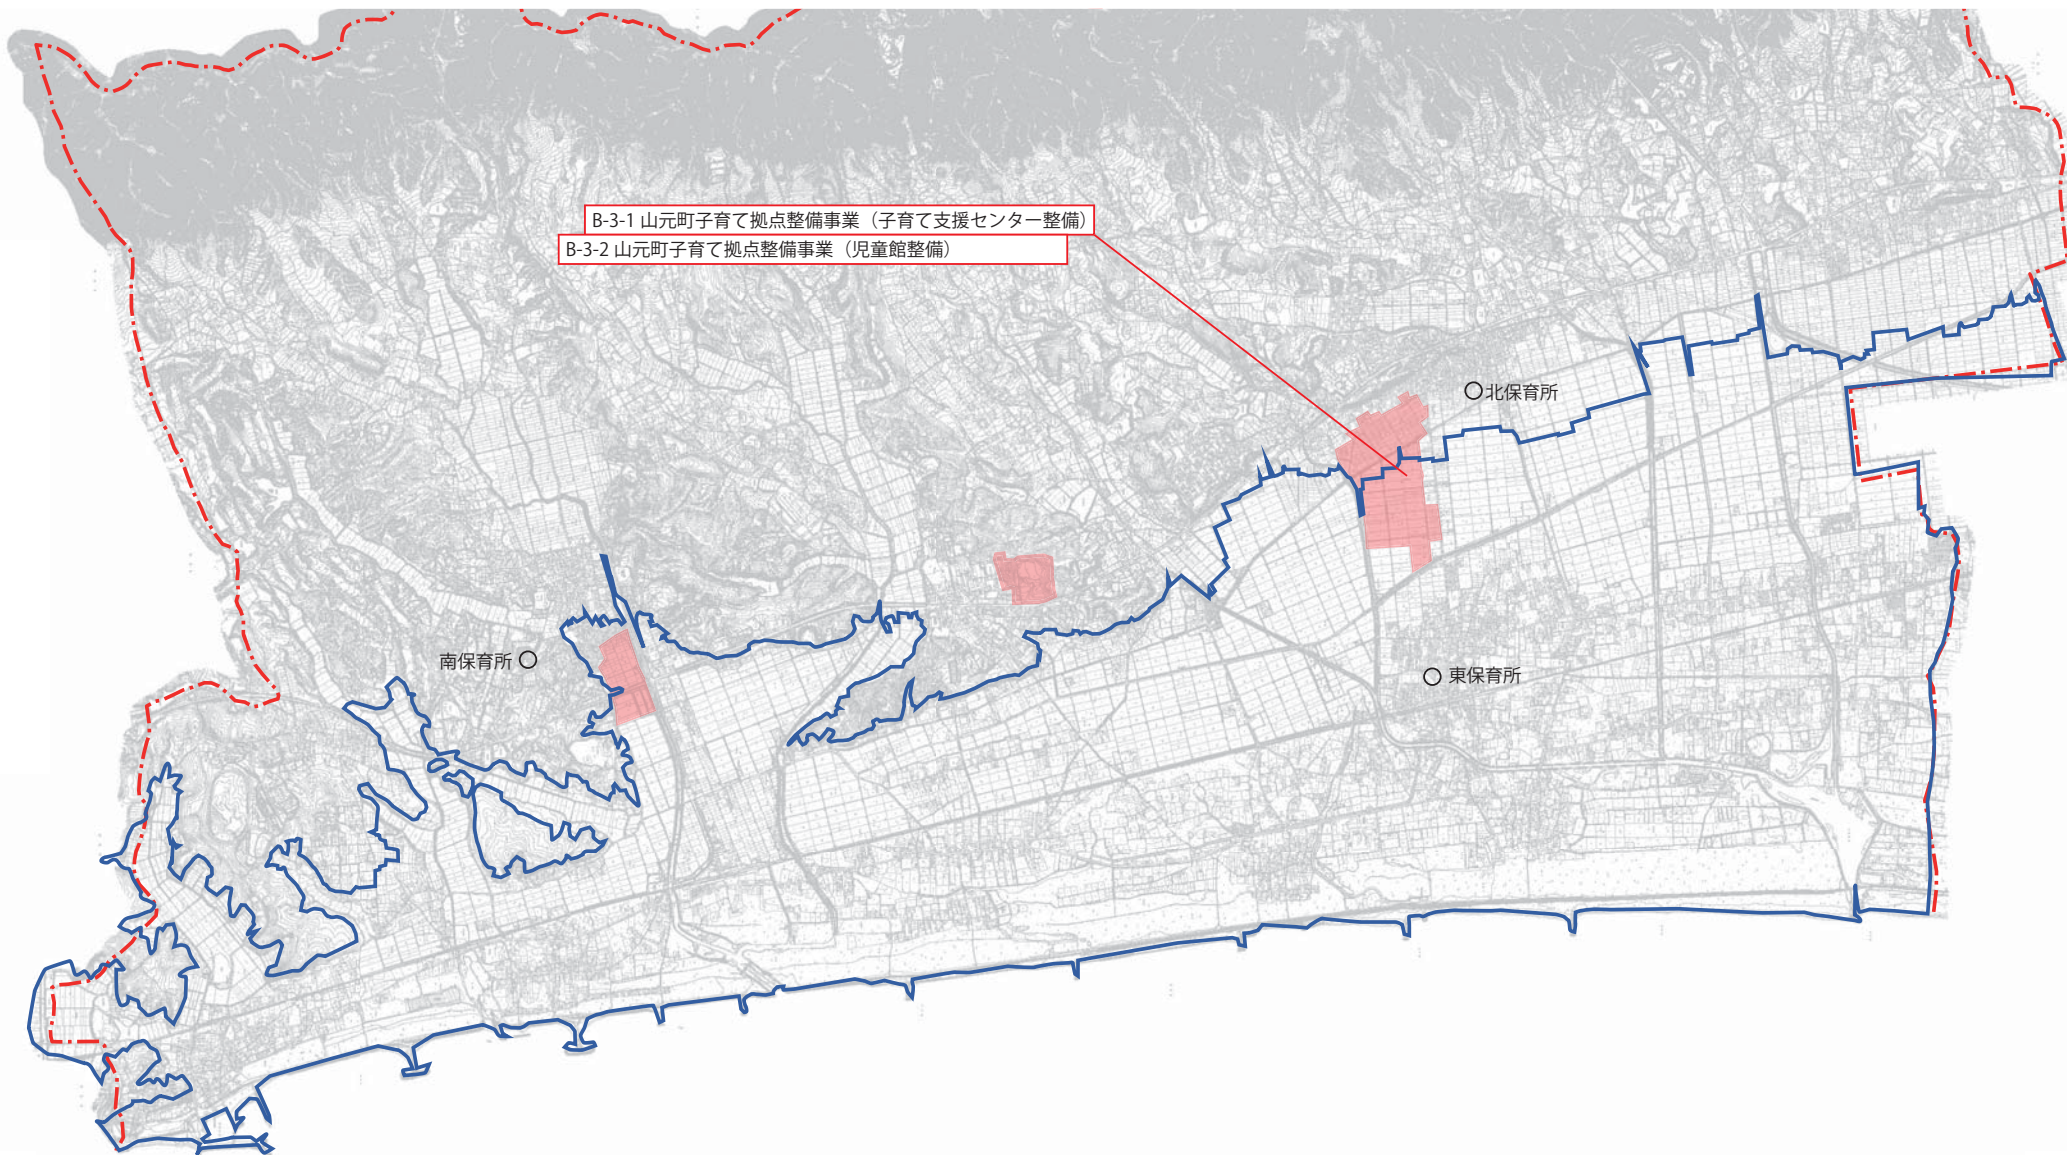 B-3-1 山元町子育て拠点整備事業（子育て支援センター整備）
B-3-2 山元町子育て拠点整備事業（児童館整備）
北保育所
南保育所
東保育所